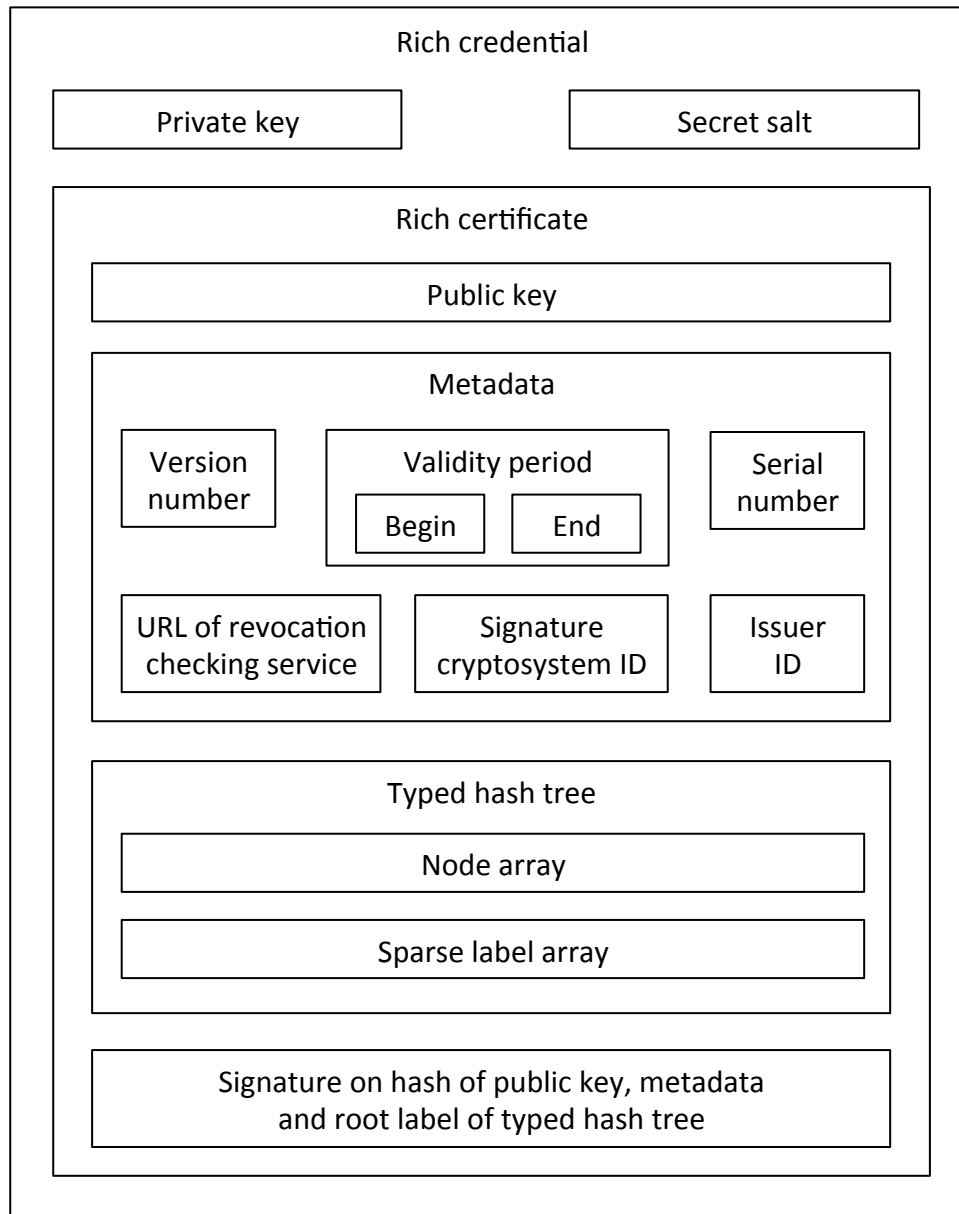 Rich credential
Private key
Secret salt
Rich certificate
Public key
Metadata
Version
number
Validity period
Begin
End
Serial
number
URL of revocation
checking service
Signature
cryptosystem ID
Issuer
ID
Typed hash tree
Node array
Sparse label array
Signature on hash of public key, metadata
and root label of typed hash tree